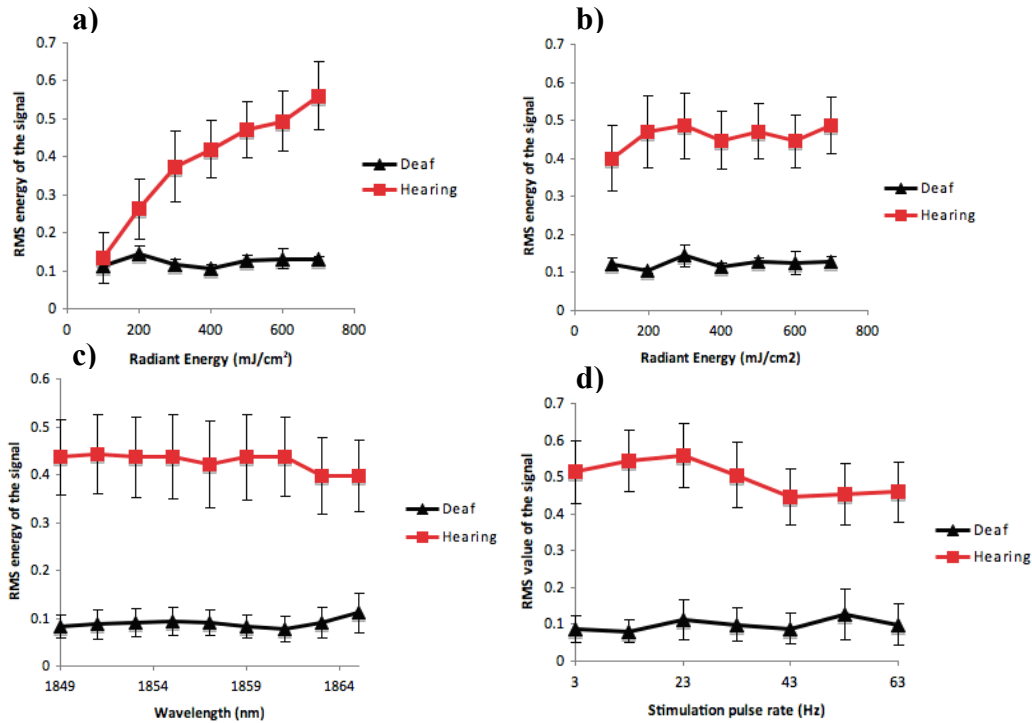 a)
0.7
0.6
0.5
0.4
0.3
0.2
0.1
0
0 200 400 600 800
RMS energy of the signal
Radiant Energy (mJ/cm²)
Deaf
Hearing
b)
0.7
0.6
0.5
0.4
0.3
0.2
0.1
0
0 200 400 600 800
RMS energy of the signal
Radiant Energy (mJ/cm2)
Deaf
Hearing
c)
0.6
0.5
0.4
0.3
0.2
0.1
0
1849 1854 1859 1864
RMS energy of the signal
Wavelength (nm)
Deaf
Hearing
d)
0.7
0.6
0.5
0.4
0.3
0.2
0.1
0
3 23 43 63
RMS value of the signal
Stimulation pulse rate (Hz)
Deaf
Hearing